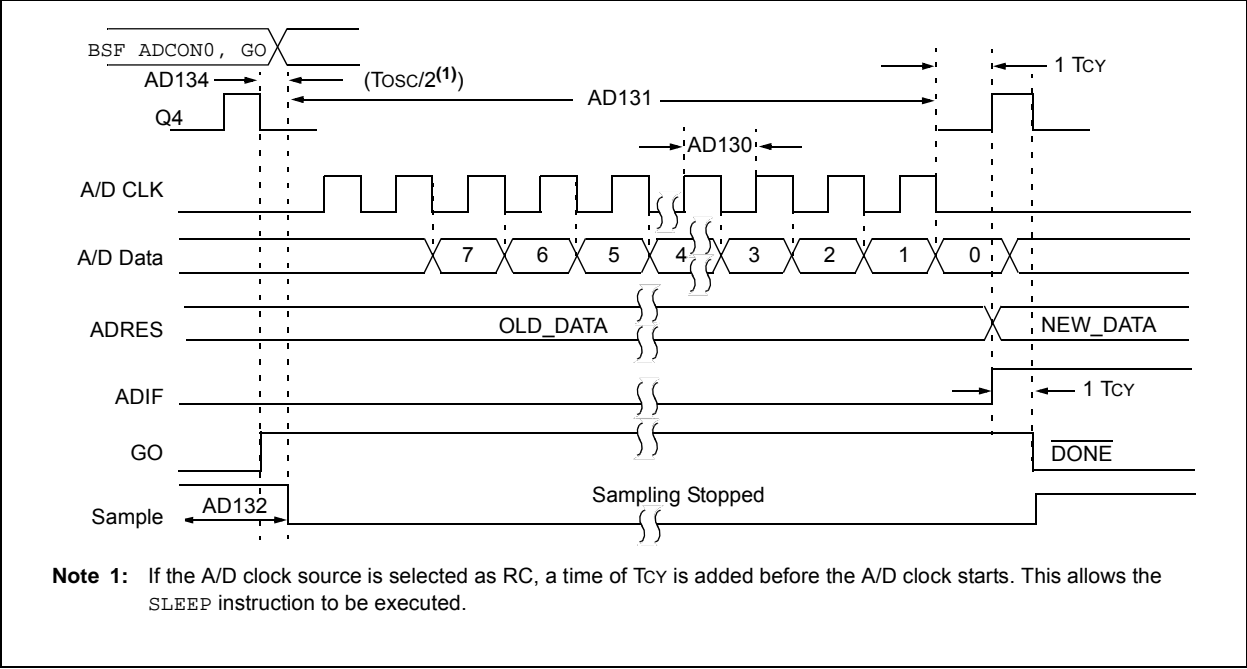 BSF ADCON0, GO
AD134 (TOSC/2(1)) 1 TCY
Q4 AD131
AD130
A/D CLK
A/D Data 7 6 5 4 3 2 1 0
ADRES OLD_DATA NEW_DATA
ADIF 1 TCY
GO DONE
Sample AD132 Sampling Stopped
Note 1: If the A/D clock source is selected as RC, a time of TCY is added before the A/D clock starts. This allows the
SLEEP instruction to be executed.